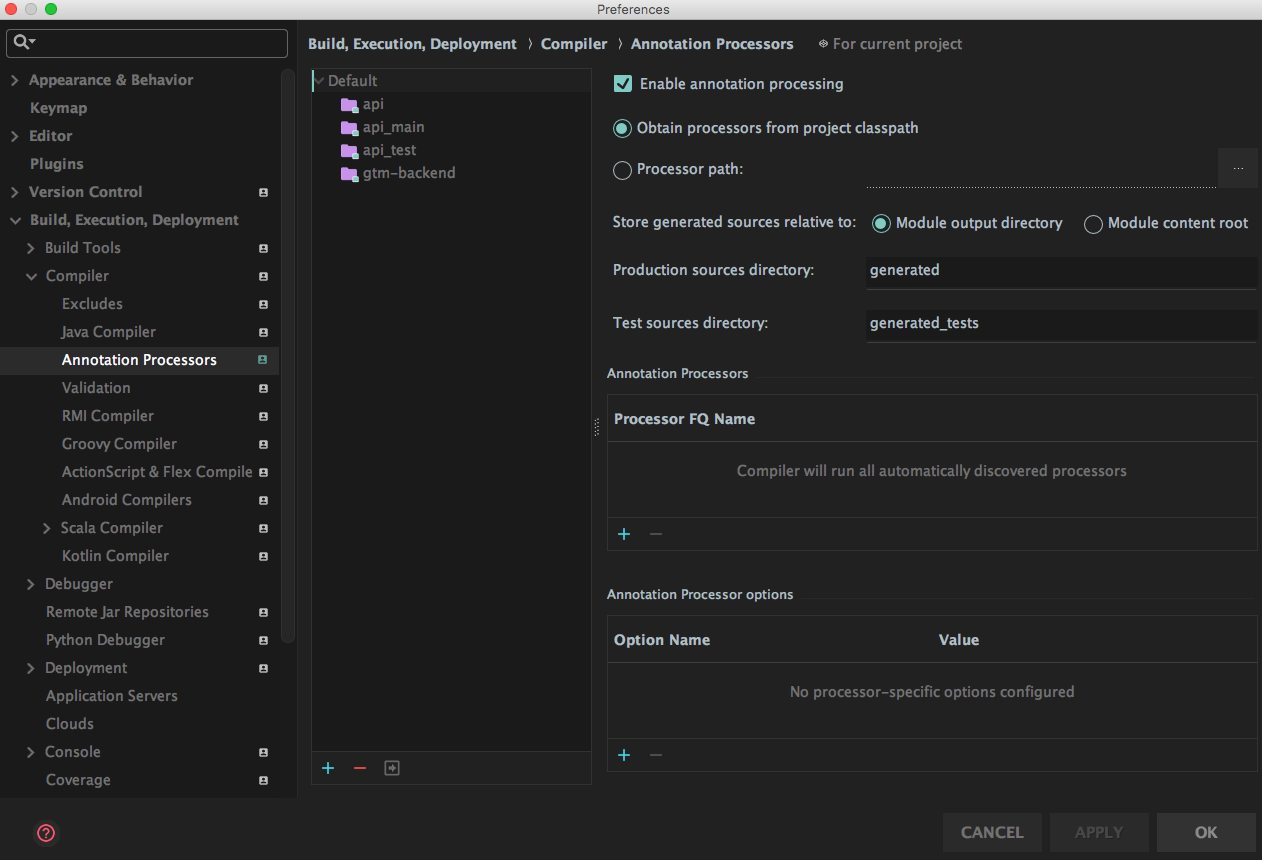 Preferences
Build, Execution, Deployment › Compiler › Annotation Processors For current project
Appearance & Behavior
Keymap
Editor
Plugins
Version Control
Build, Execution, Deployment
Build Tools
Compiler
Excludes
Java Compiler
Annotation Processors
Validation
RMI Compiler
Groovy Compiler
ActionScript & Flex Compile
Android Compilers
Scala Compiler
Kotlin Compiler
Debugger
Remote Jar Repositories
Python Debugger
Deployment
Application Servers
Clouds
Console
Coverage
Default
api
api_main
api_test
gtm-backend
Enable annotation processing
Obtain processors from project classpath
Processor path:
...
Store generated sources relative to: Module output directory Module content root
Production sources directory: generated
Test sources directory: generated_tests
Annotation Processors
Processor FQ Name
Compiler will run all automatically discovered processors
Annotation Processor options
Option Name Value
No processor-specific options configured
? CANCEL APPLY OK